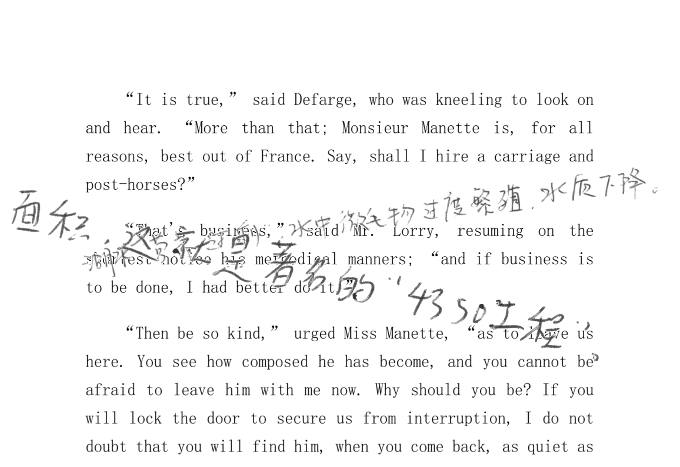 “It is true,” said Defarge, who was kneeling to look on
and hear. “More than that; Monsieur Manette is, for all
reasons, best out of France. Say, shall I hire a carriage and
post-horses?”
面积
水中微生物过度繁殖,水质下降。
“That's business,” said Mr. Lorry, resuming on the
shortest notice his methodical manners; “and if business is
to be done, I had better do it.”
这就是著名的“4350工程”。
“Then be so kind,” urged Miss Manette, “as to leave us
here. You see how composed he has become, and you cannot be
afraid to leave him with me now. Why should you be? If you
will lock the door to secure us from interruption, I do not
doubt that you will find him, when you come back, as quiet as